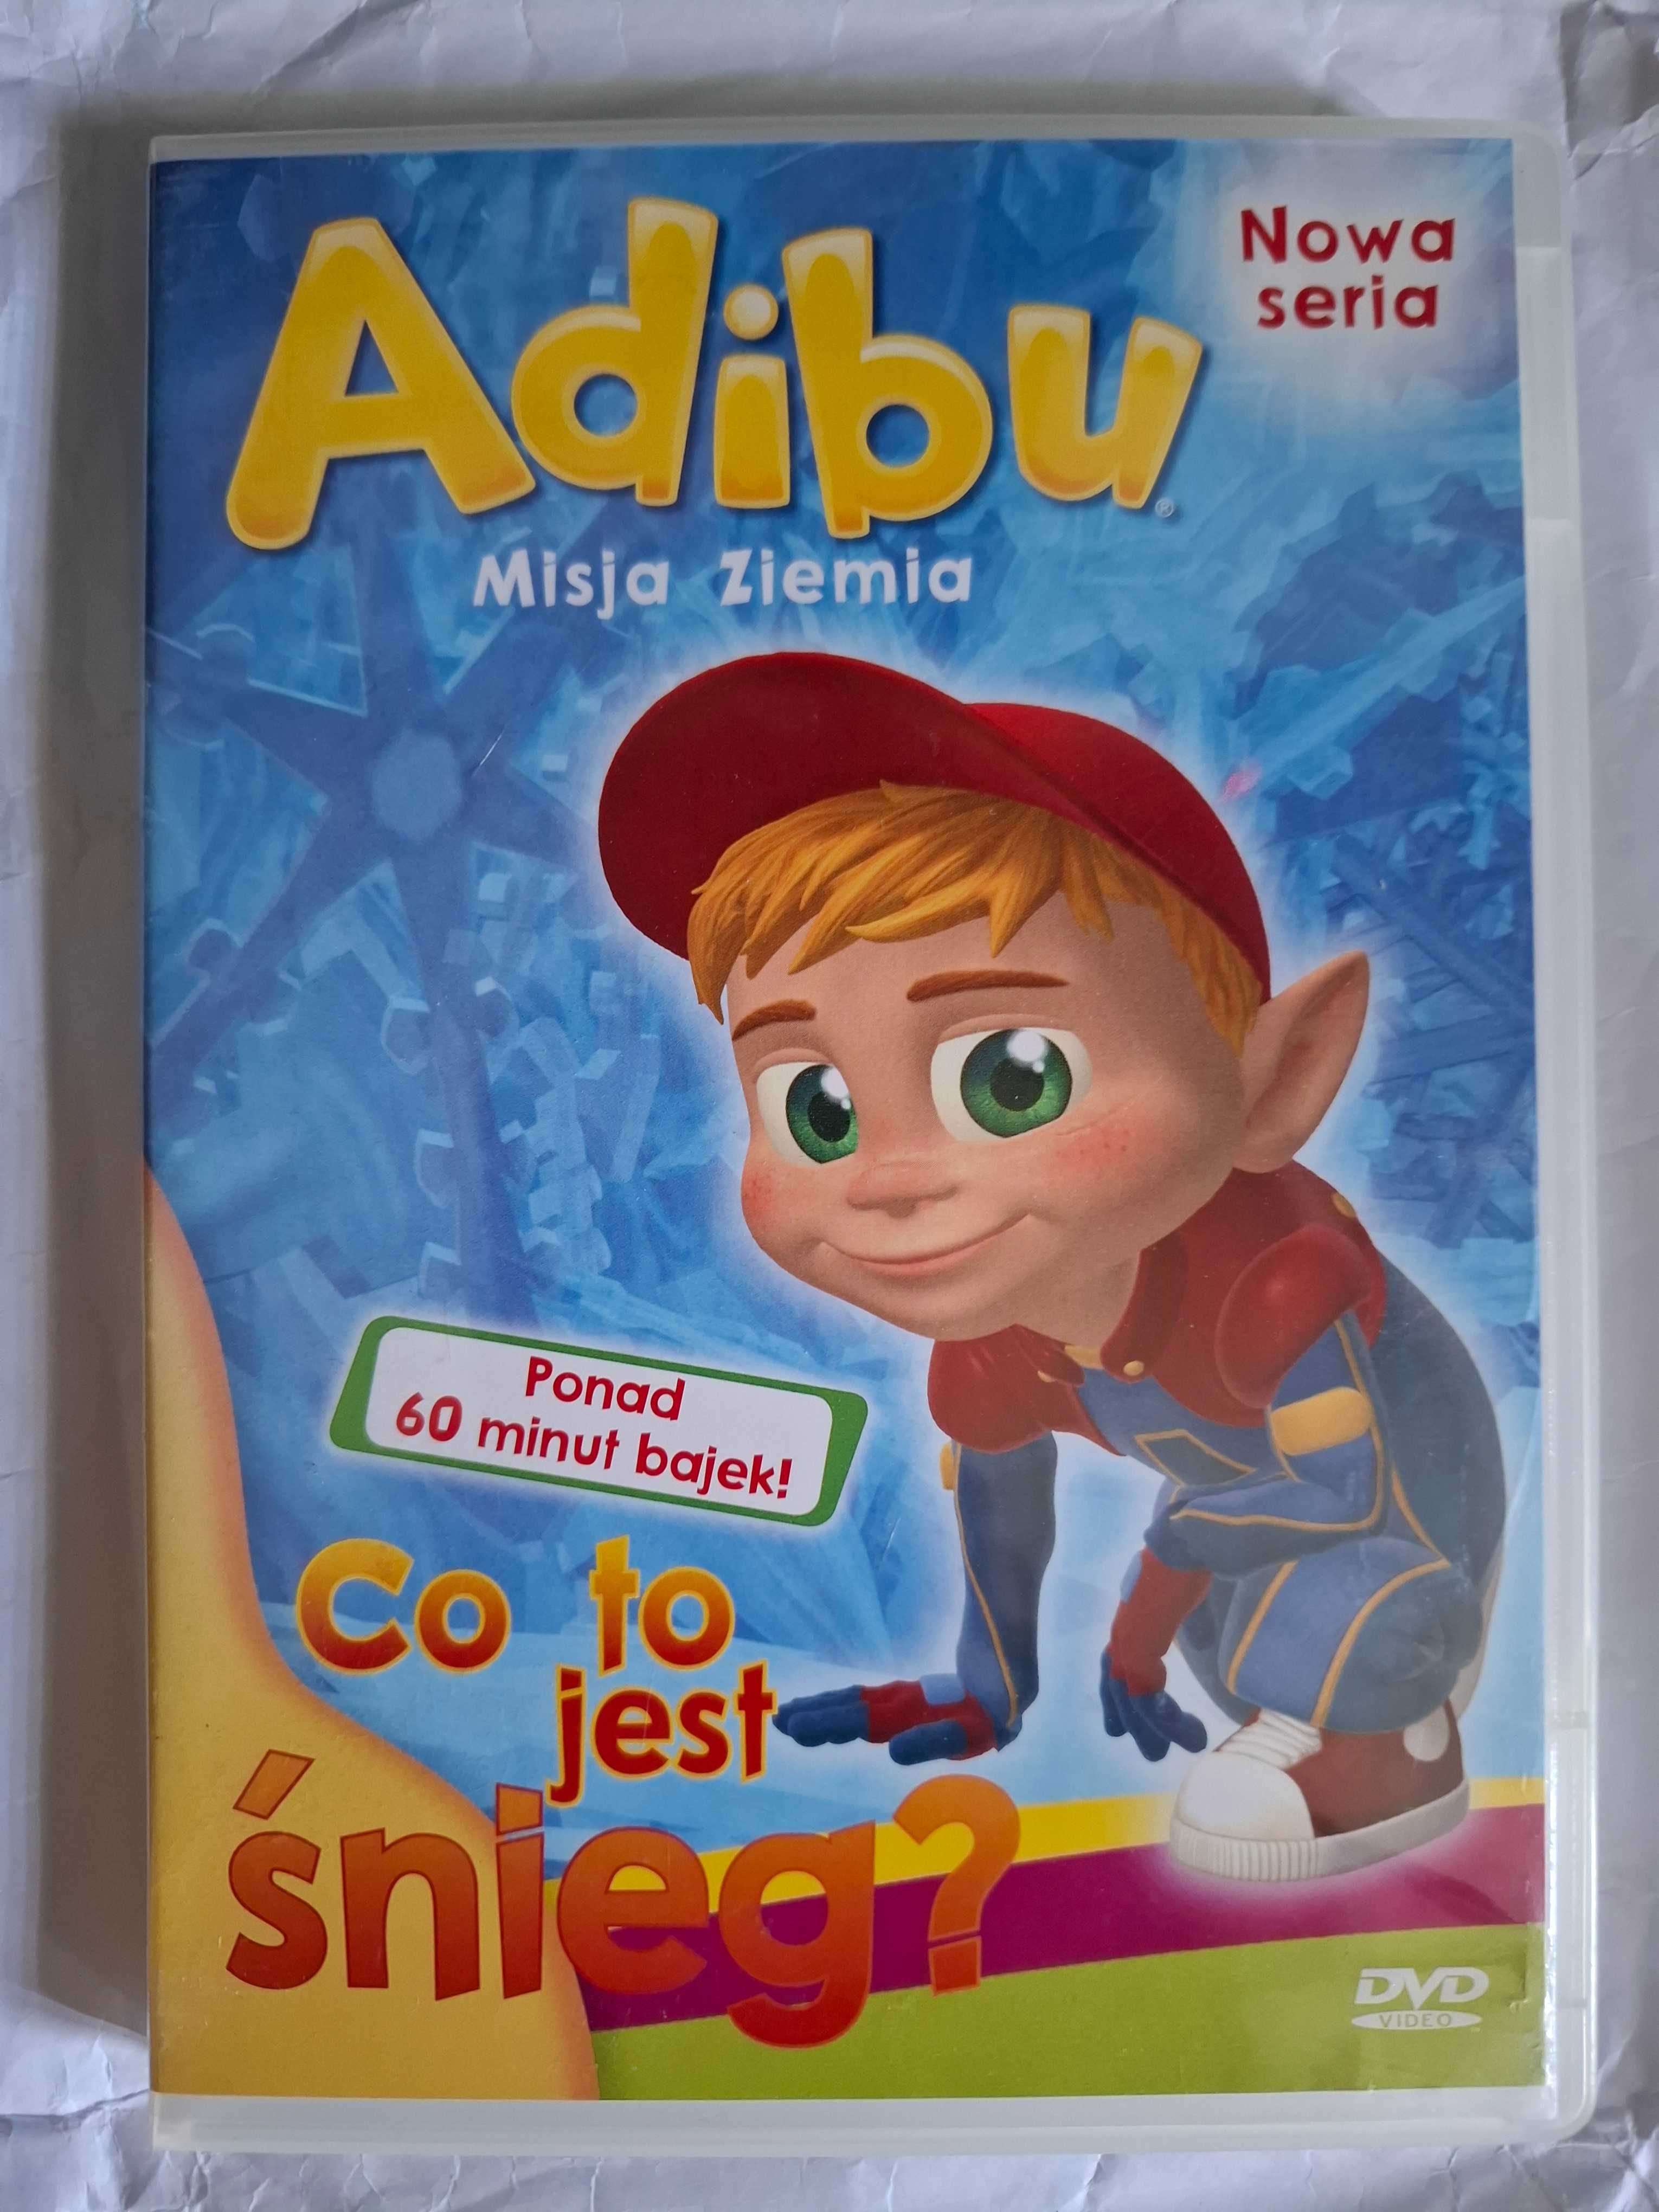 Nowa
seria
Adibu®
Misja Ziemia
Ponad
60 minut bajek!
Co to
jest
śnieg?
DVD
VIDEO